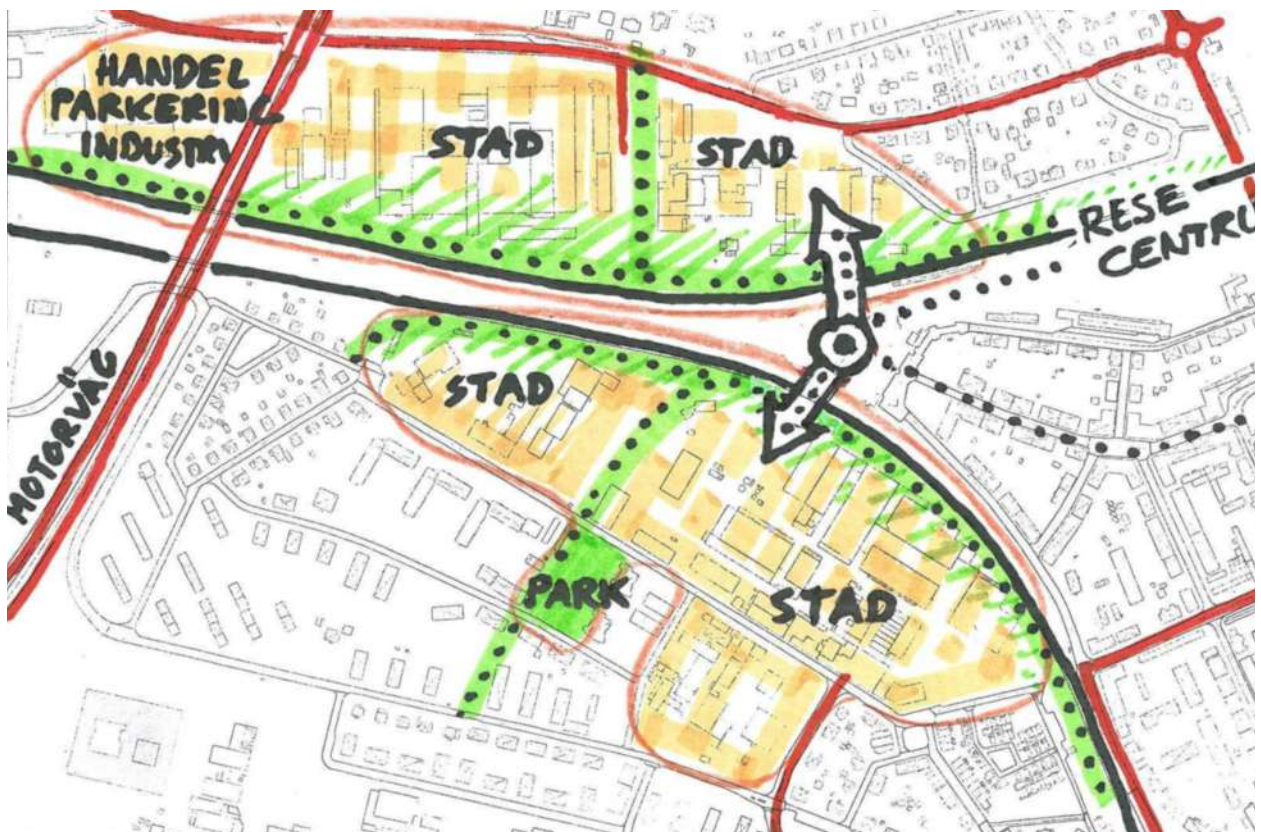 HANDEL
PARKERING
INDUSTRI
STAD
STAD
RESE
CENTRU
STAD
MOTORVÄG
PARK
STAD